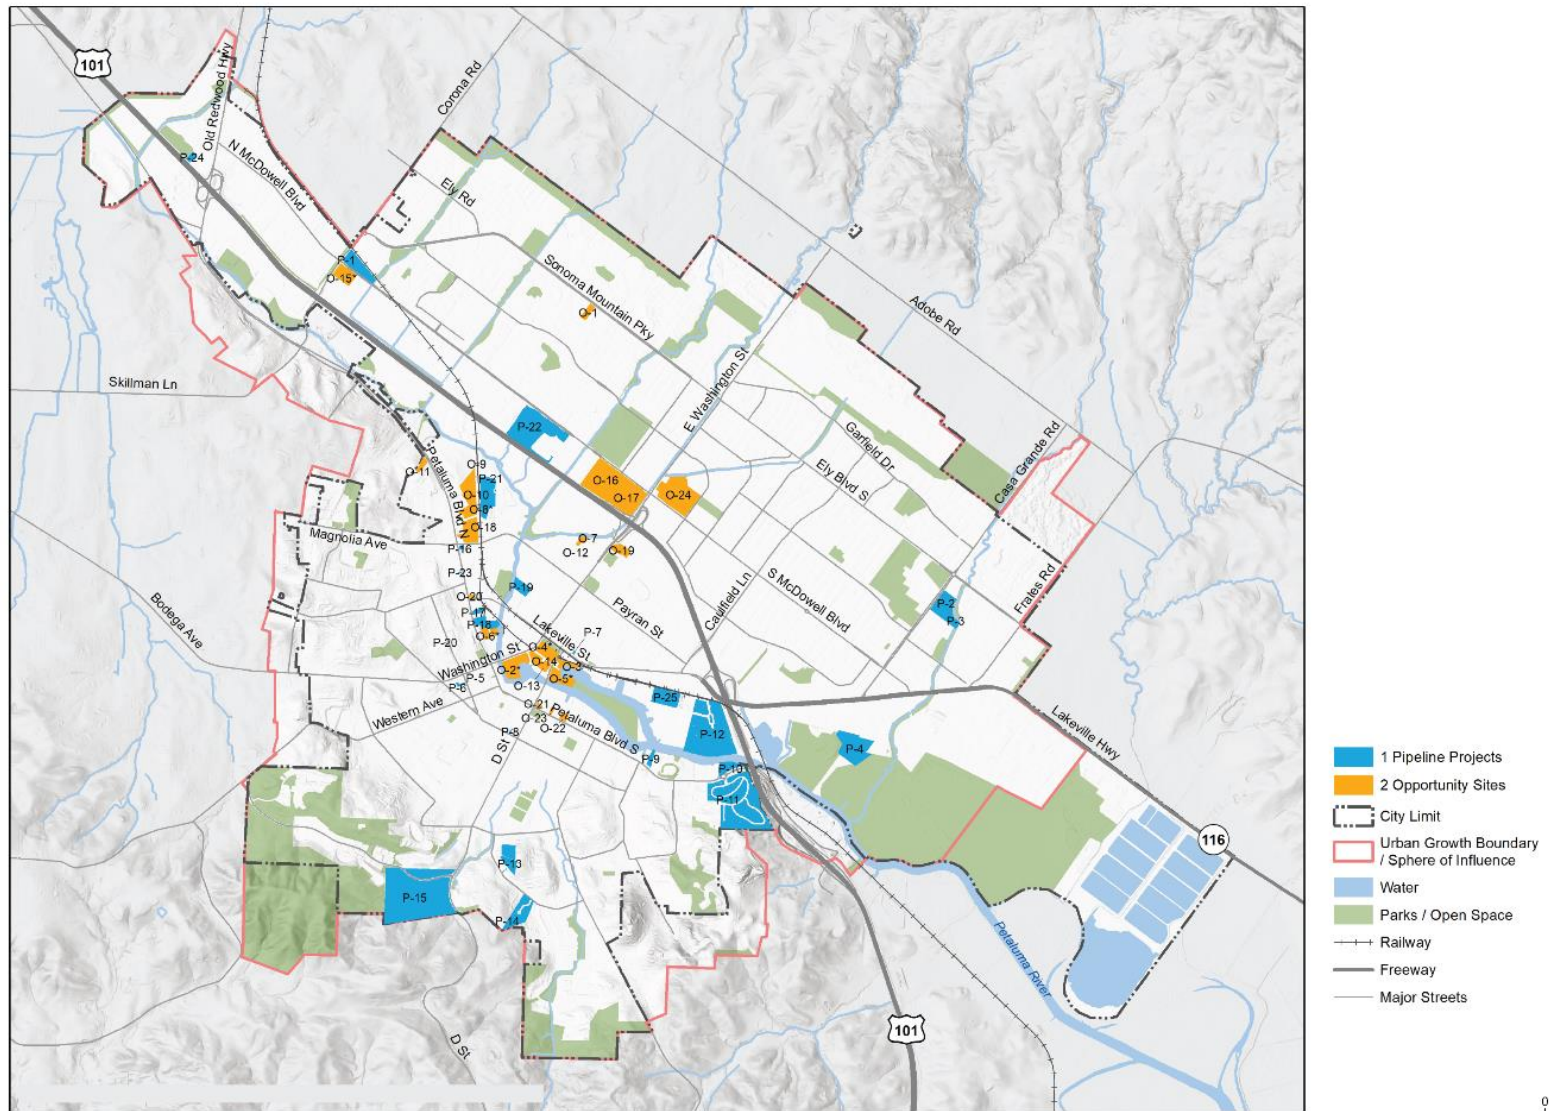 101
Old Redwood Hwy
Corona Rd
P-24
N McDowell Blvd
Ely Rd
P-1
O-15*
Sonoma Mountain Pky
O-1
Adobe Rd
Skillman Ln
E Washington St
P-22
Garfield Dr
Casa Grande Rd
Petaluma Blvd N
O-9
O-11
P-21
O-10
O-8*
O-16
O-17
O-24
Ely Blvd S
O-18
Magnolia Ave
P-16
O-7
O-12
O-19
P-23
Caulfield Ln
S McDowell Blvd
Frates Rd
Bodega Ave
P-19
O-20
P-17
P-18
O-6*
Payran St
P-2
P-3
P-20
Lakeville St
P-7
Washington St
O-4*
O-14
O-3
O-2*
O-5*
P-5
P-6
O-13
P-25
Western Ave
O-21
O-23
O-22
P-8
Petaluma Blvd S
D St
P-12
P-4
Lakeville Hwy
P-9
P-10
P-11
116
P-13
P-15
P-14
Petaluma River
101
D St
1 Pipeline Projects
2 Opportunity Sites
City Limit
Urban Growth Boundary
/ Sphere of Influence
Water
Parks / Open Space
Railway
Freeway
Major Streets
0